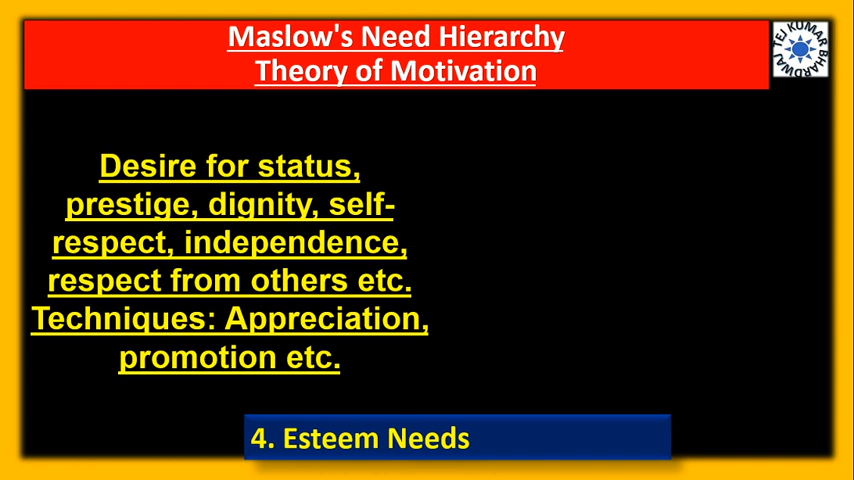 Maslow's Need Hierarchy
Theory of Motivation
TEJ KUMAR BHARDWAJ
Desire for status,
prestige, dignity, self-
respect, independence,
respect from others etc.
Techniques: Appreciation,
promotion etc.
4. Esteem Needs